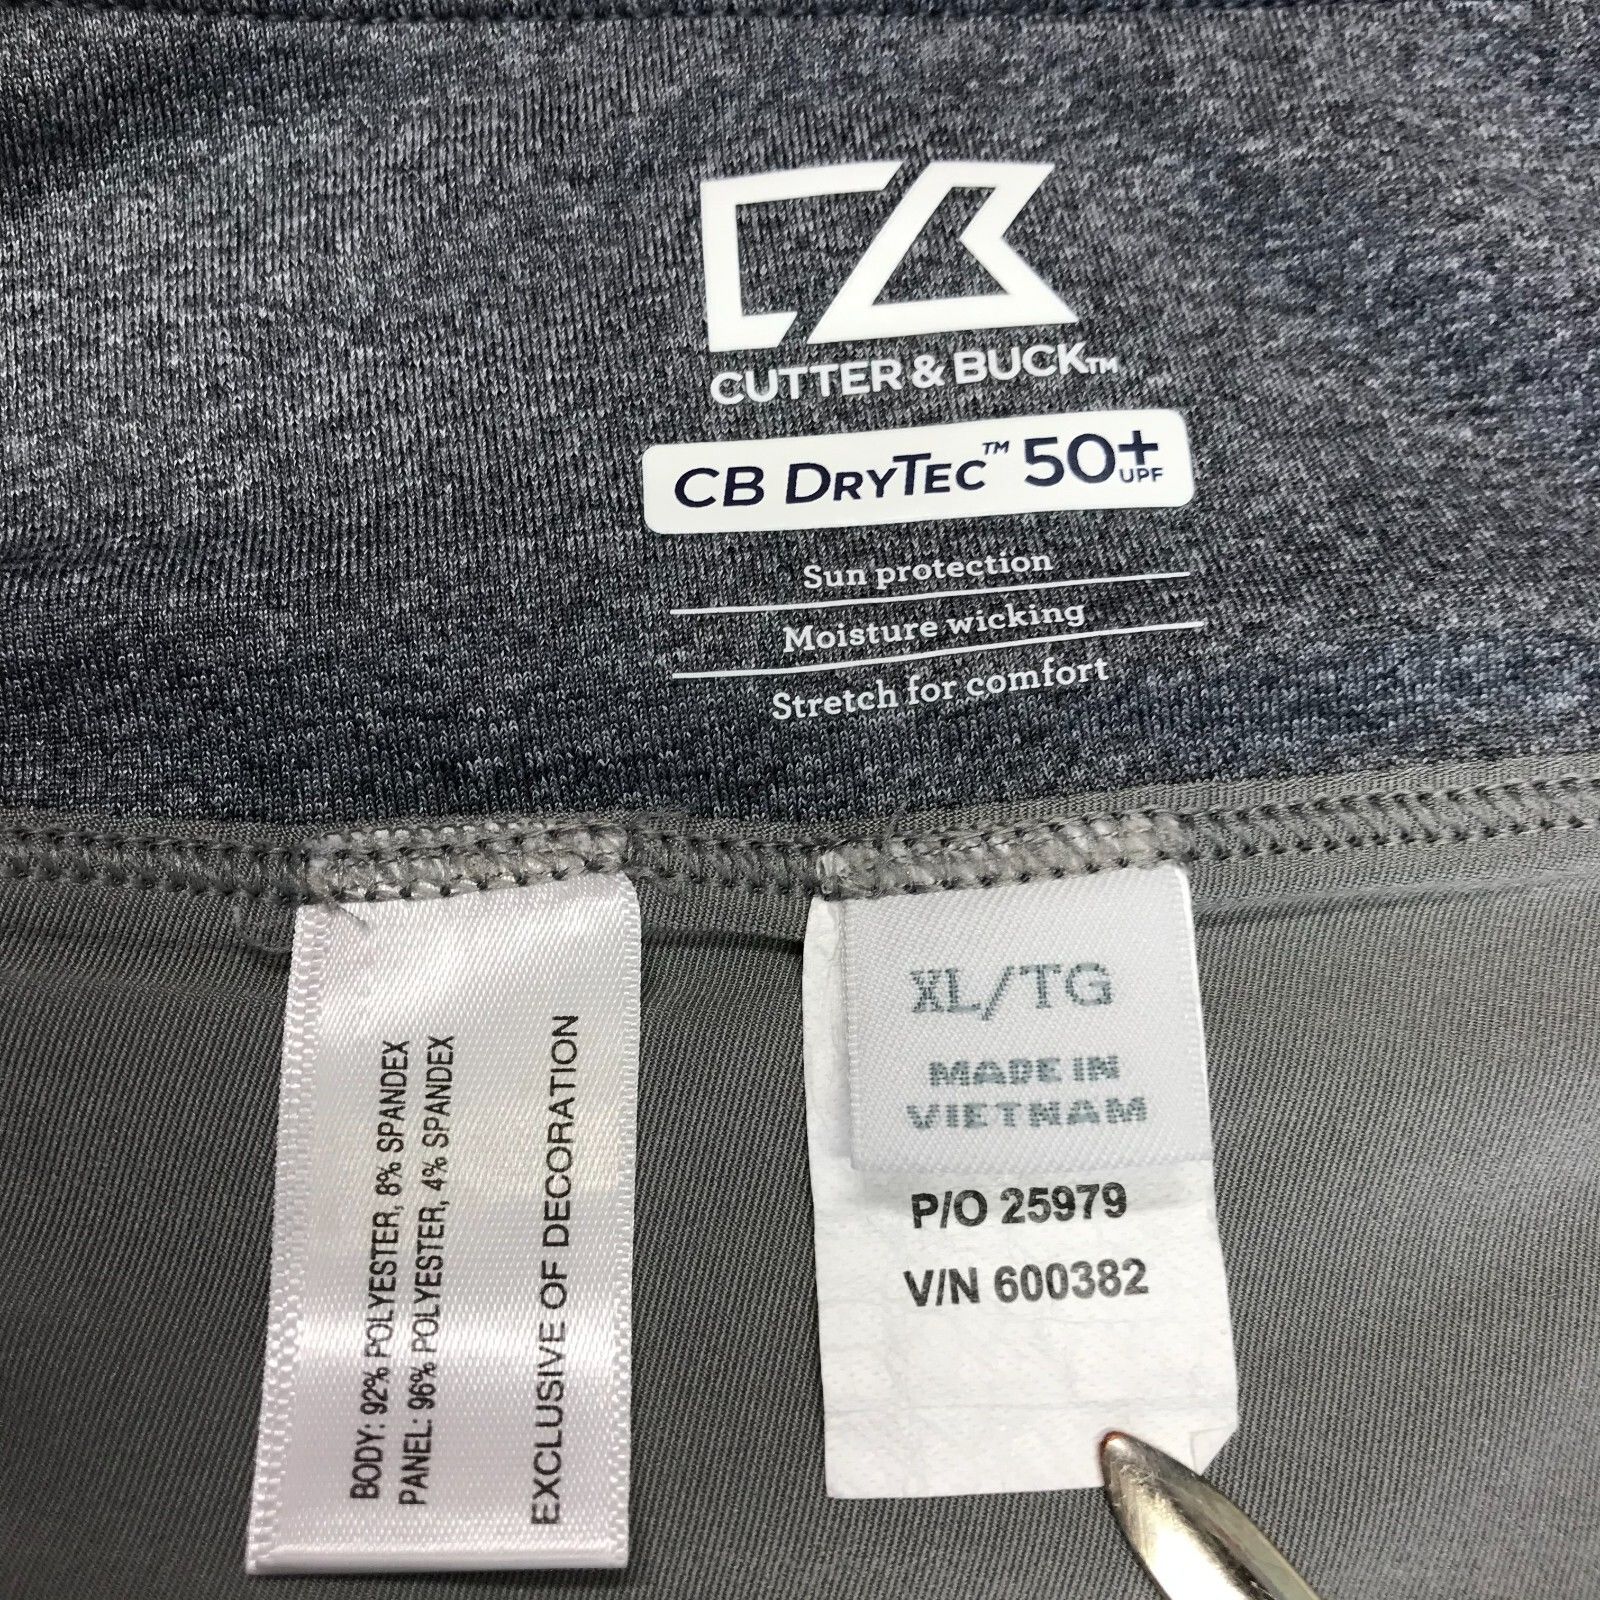 CB
CUTTER & BUCK™
CB DRYTEC™ 50+ UPF
Sun protection
Moisture wicking
Stretch for comfort
BODY: 92% POLYESTER, 8% SPANDEX
PANEL: 96% POLYESTER, 4% SPANDEX
EXCLUSIVE OF DECORATION
XL/TG
MADE IN
VIETNAM
P/O 25979
V/N 600382